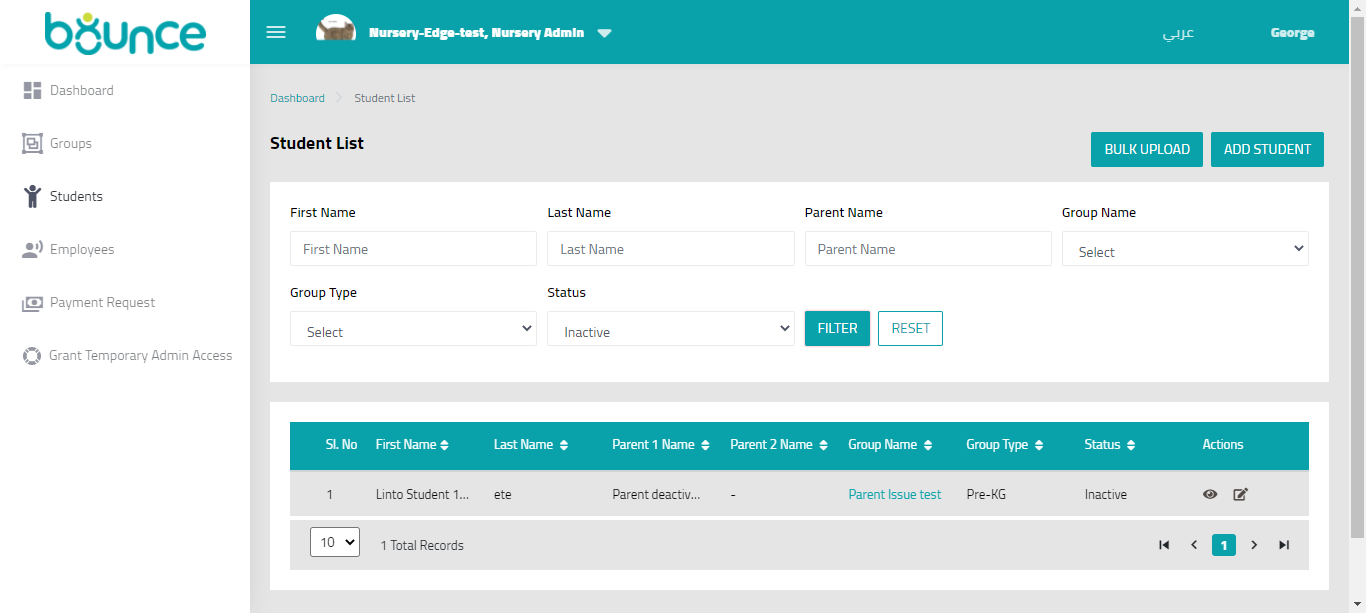 bounce
Nursery-Edge-test, Nursery Admin
عربي
George
Dashboard
Groups
Students
Employees
Payment Request
Grant Temporary Admin Access
Dashboard > Student List
Student List
BULK UPLOAD
ADD STUDENT
First Name Last Name Parent Name Group Name
First Name Last Name Parent Name Select
Group Type Status
Select Inactive FILTER RESET
Sl. No First Name Last Name Parent 1 Name Parent 2 Name Group Name Group Type Status Actions
1 Linto Student 1... ete Parent deactiv... - Parent Issue test Pre-KG Inactive
10 1 Total Records 1